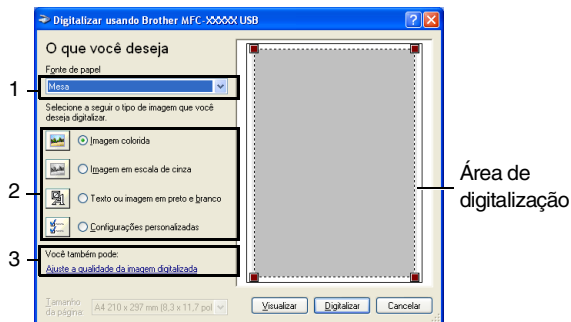 Digitalizar usando Brother MFC-XXXXX USB
O que você deseja
Fonte de papel
1
Mesa
Selecione a seguir o tipo de imagem que você
deseja digitalizar.
Imagem colorida
Imagem em escala de cinza
2
Texto ou imagem em preto e branco
Configurações personalizadas
Área de
digitalização
3
Você também pode:
Ajuste a qualidade da imagem digitalizada
Tamanho
da página:
A4 210 x 297 mm (8,3 x 11,7 pol
Visualizar
Digitalizar
Cancelar